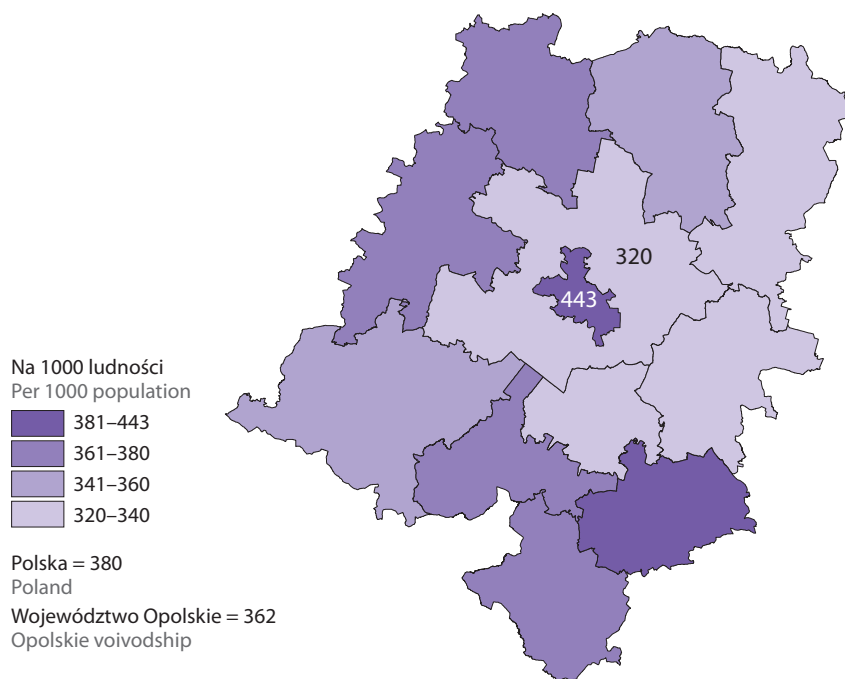 320
443
Na 1000 ludności
Per 1000 population
381–443
361–380
341–360
320–340
Polska = 380
Poland
Województwo Opolskie = 362
Opolskie voivodship